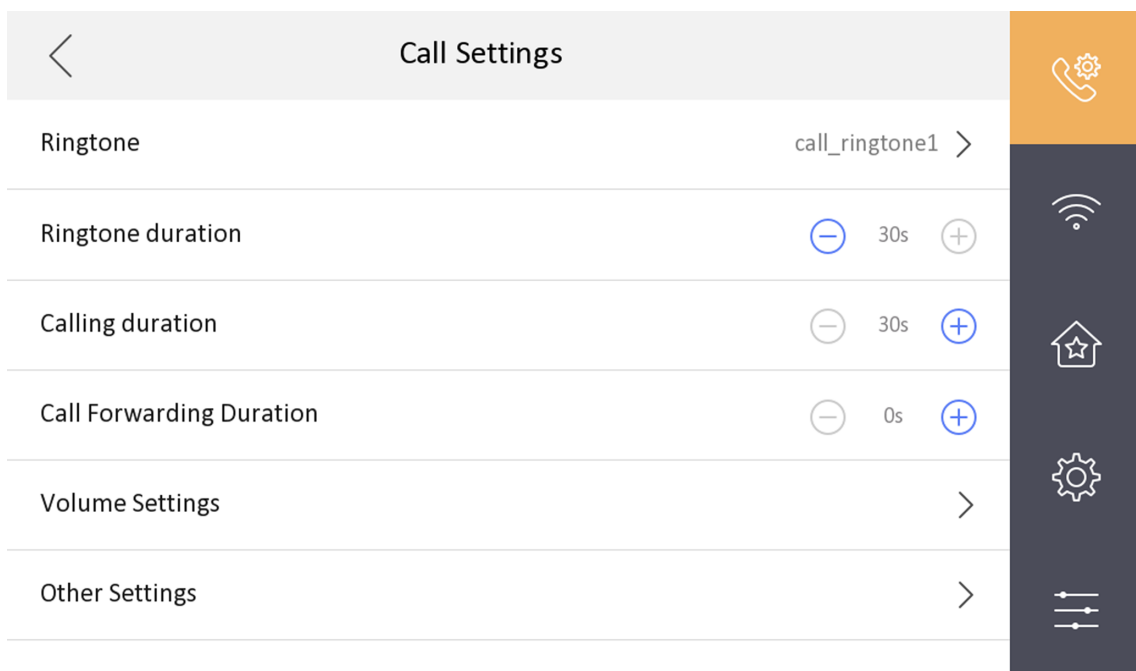 Call Settings
Ringtone call_ringtone1
Ringtone duration 30s
Calling duration 30s
Call Forwarding Duration 0s
Volume Settings
Other Settings